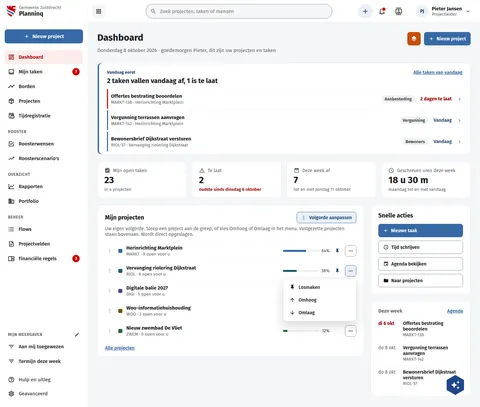 Gemeente Zuidrecht
Planninq
Zoek projecten, taken of mensen
PJ
Pieter Jansen
Projectleider
+ Nieuw project
Dashboard
Mijn taken
Borden
Projecten
Tijdregistratie
ROOSTER
Roosterwensen
Roosterscenario's
OVERZICHT
Rapporten
Portfolio
BEHEER
Flows
Projectvelden
Financiële regels
3
MIJN WEERGAVEN
Aan mij toegewezen
Termijn deze week
Hulp en uitleg
Geavanceerd
Dashboard
Donderdag 8 oktober 2026 · goedemorgen Pieter, dit zijn uw projecten en taken
+ Nieuw project
Vandaag eerst
2 taken vallen vandaag af, 1 is te laat
Alle taken van vandaag
Offertes bestrating beoordelen
MARKT-138 · Herinrichting Marktplein
Aanbesteding
2 dagen te laat
Vergunning terrassen aanvragen
MARKT-142 · Herinrichting Marktplein
Vergunning
Vandaag
Bewonersbrief Dijkstraat versturen
RIOL-57 · Vervanging riolering Dijkstraat
Bewoners
Vandaag
Mijn open taken
23
in 6 projecten
Te laat
2
oudste sinds dinsdag 6 oktober
Deze week af
7
tot en met zondag 11 oktober
Geschreven uren deze week
18 u 30 m
maandag tot en met vandaag
Mijn projecten
Volgorde aanpassen
Uw eigen volgorde. Sleep een project aan de greep, of kies Omhoog of Omlaag in het menu. Vastgezette projecten
staan bovenaan. Wordt direct opgeslagen.
Herinrichting Marktplein
MARKT · 9 open voor u
64%
Vervanging riolering Dijkstraat
RIOL · 6 open voor u
38%
Digitale balie 2027
DIGI · 5 open voor u
Woo-informatiehuishouding
WOO · 3 open voor u
Nieuw zwembad De Vliet
ZWEM · 0 open voor u
12%
Losmaken
Omhoog
Omlaag
Alle projecten
Snelle acties
+ Nieuwe taak
Tijd schrijven
Agenda bekijken
Naar projecten
Deze week
Agenda
di 6 okt
Offertes bestrating
beoordelen
MARKT-138
do 8 okt
Vergunning terrassen
aanvragen
MARKT-142
do 8 okt
Bewonersbrief Dijkstraat
versturen
RIOL-57